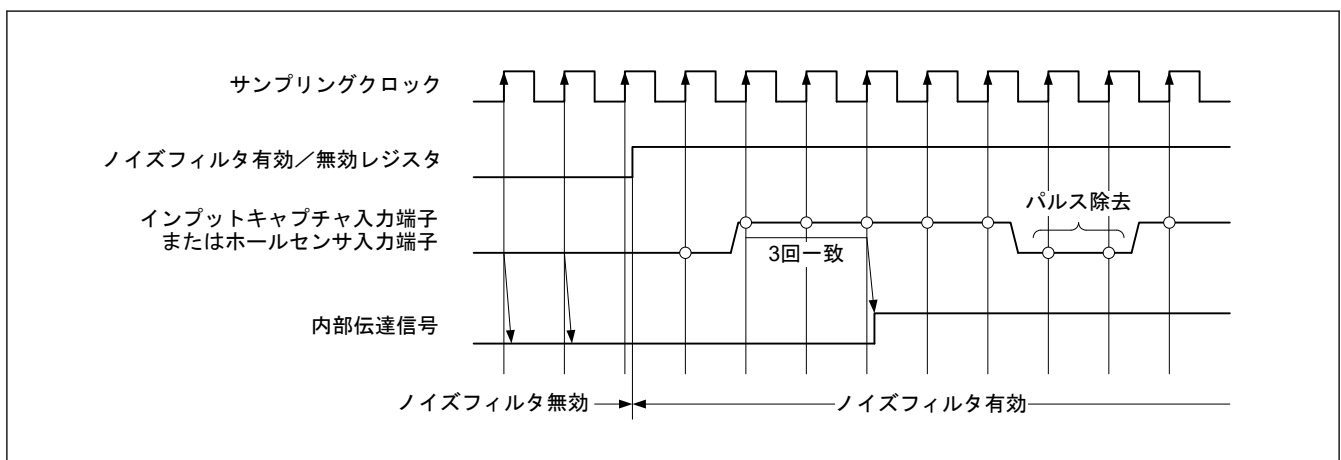 サンプリングクロック
ノイズフィルタ有効／無効レジスタ
インプットキャプチャ入力端子
またはホールセンサ入力端子
パルス除去
3回一致
内部伝達信号
ノイズフィルタ無効
ノイズフィルタ有効